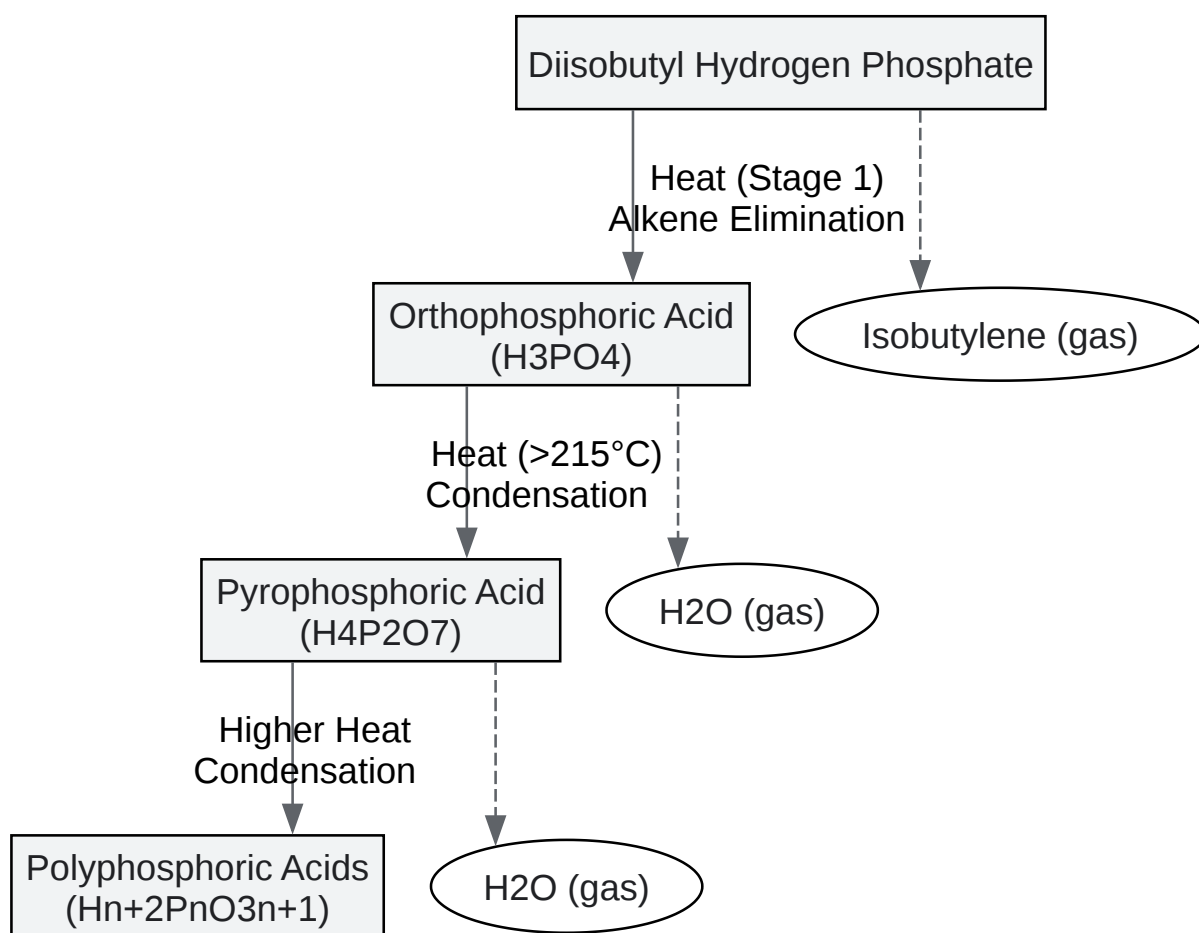 Diisobutyl Hydrogen Phosphate
Heat (Stage 1)
Alkene Elimination
Orthophosphoric Acid
(H3PO4)
Isobutylene (gas)
Heat (>215°C)
Condensation
Pyrophosphoric Acid
(H4P2O7)
H2O (gas)
Higher Heat
Condensation
Polyphosphoric Acids
(Hn+2PnO3n+1)
H2O (gas)